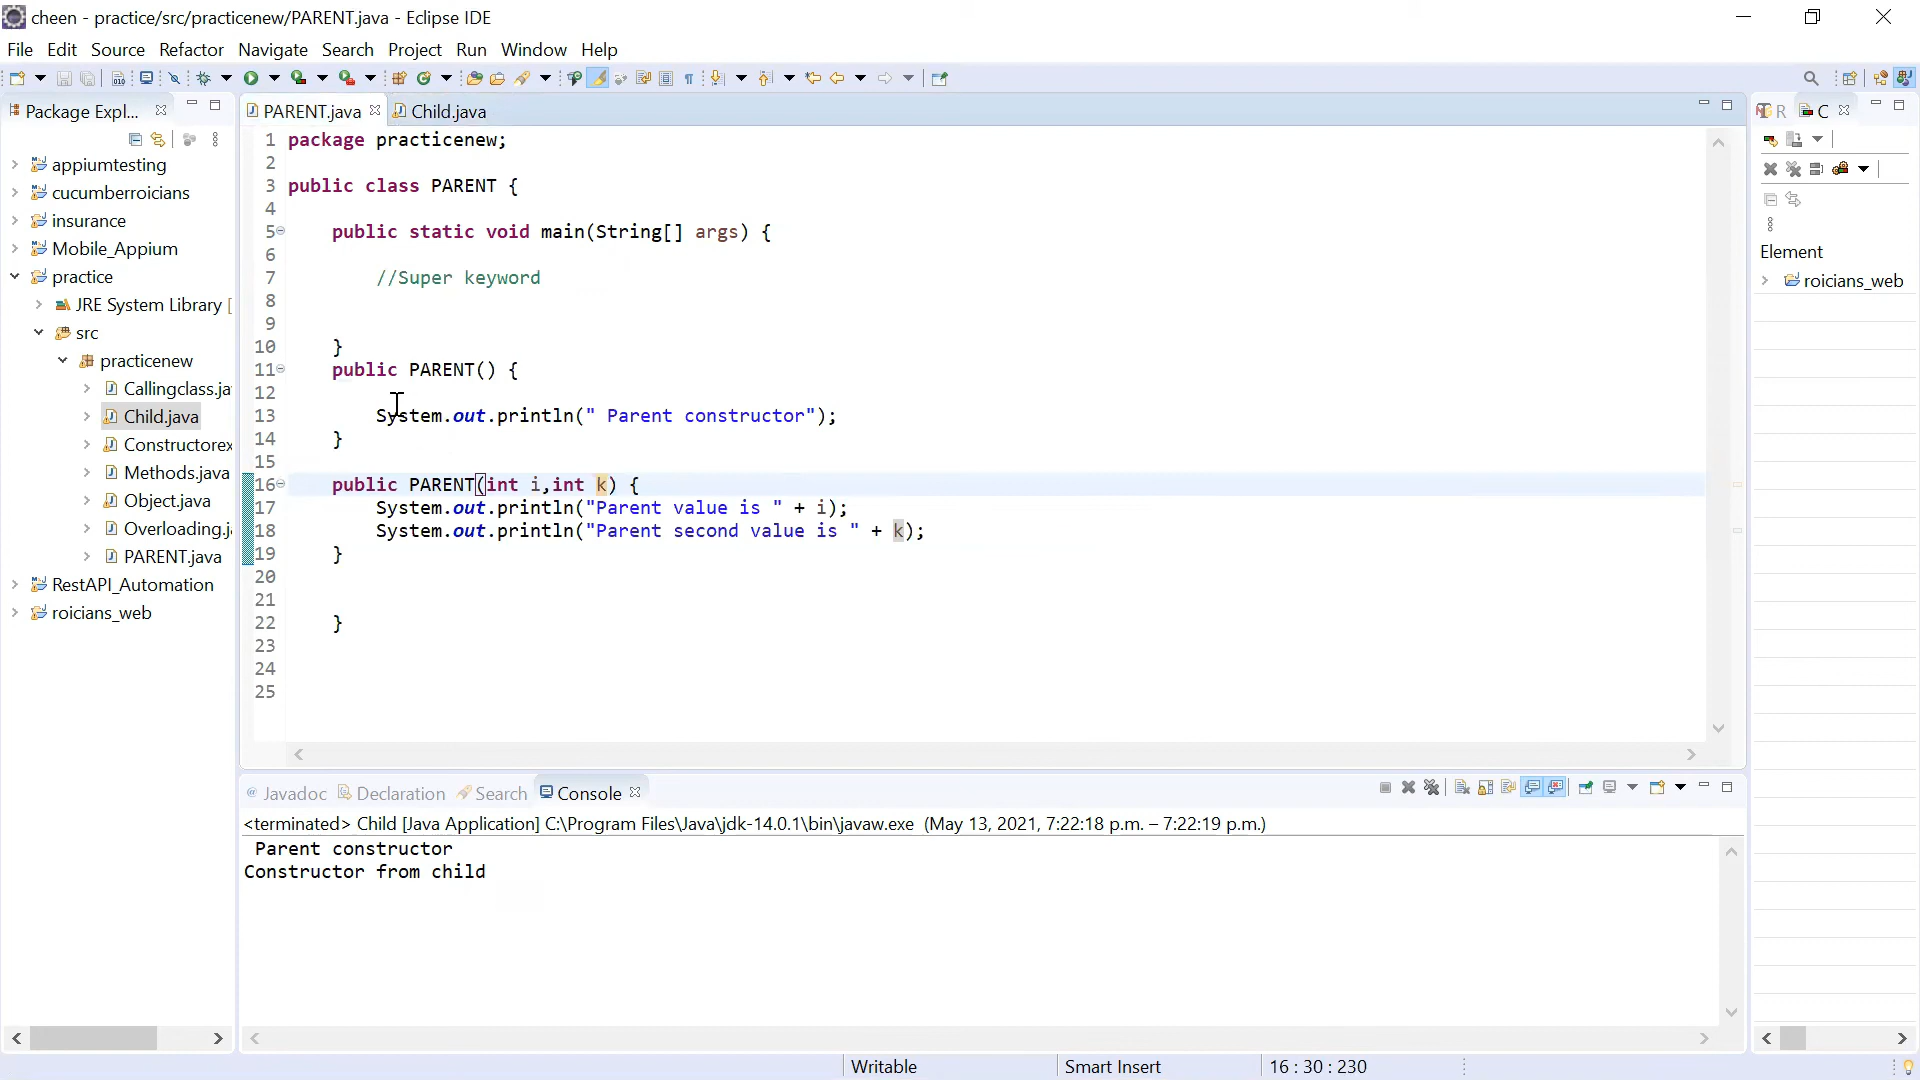 cheen - practice/src/practicenew/PARENT.java - Eclipse IDE
File Edit Source Refactor Navigate Search Project Run Window Help
Package Expl...
PARENT.java
Child.java
R
C
appiumtesting
cucumberroicians
insurance
Mobile_Appium
practice
JRE System Library [
src
practicenew
Callingclass.ja
Child.java
Constructorex
Methods.java
Object.java
Overloading.j
PARENT.java
RestAPI_Automation
roicians_web
1 package practicenew;
2
3 public class PARENT {
4
5 public static void main(String[] args) {
6
7 //Super keyword
8
9
10 }
11 public PARENT() {
12
13 System.out.println(" Parent constructor");
14 }
15
16 public PARENT(int i,int k) {
17 System.out.println("Parent value is " + i);
18 System.out.println("Parent second value is " + k);
19 }
20
21
22 }
23
24
25
Element
roicians_web
@ Javadoc Declaration Search Console
<terminated> Child [Java Application] C:\Program Files\Java\jdk-14.0.1\bin\javaw.exe (May 13, 2021, 7:22:18 p.m. – 7:22:19 p.m.)
Parent constructor
Constructor from child
Writable
Smart Insert
16 : 30 : 230